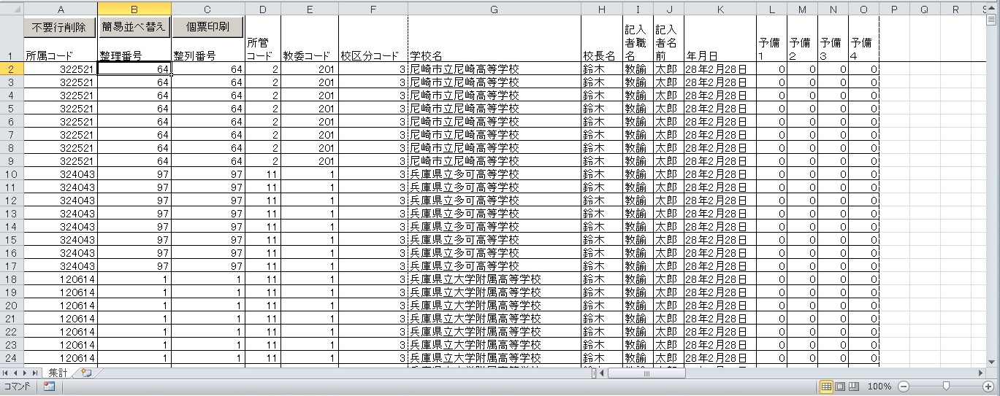 A B C D E F G H I J K L M N O P Q R S
不要行削除 簡易並べ替え 個票印刷
1 所属コード 整理番号 整列番号 所管コード 教委コード 校区分コード 学校名 校長名 記入者職名 記入者名前 年月日 予備1 予備2 予備3 予備4
2 322521 64 64 2 201 3 尼崎市立尼崎高等学校 鈴木 教諭 太郎 28年2月28日 0 0 0 0
3 322521 64 64 2 201 3 尼崎市立尼崎高等学校 鈴木 教諭 太郎 28年2月28日 0 0 0 0
4 322521 64 64 2 201 3 尼崎市立尼崎高等学校 鈴木 教諭 太郎 28年2月28日 0 0 0 0
5 322521 64 64 2 201 3 尼崎市立尼崎高等学校 鈴木 教諭 太郎 28年2月28日 0 0 0 0
6 322521 64 64 2 201 3 尼崎市立尼崎高等学校 鈴木 教諭 太郎 28年2月28日 0 0 0 0
7 322521 64 64 2 201 3 尼崎市立尼崎高等学校 鈴木 教諭 太郎 28年2月28日 0 0 0 0
8 322521 64 64 2 201 3 尼崎市立尼崎高等学校 鈴木 教諭 太郎 28年2月28日 0 0 0 0
9 322521 64 64 2 201 3 尼崎市立尼崎高等学校 鈴木 教諭 太郎 28年2月28日 0 0 0 0
10 324043 97 97 11 1 3 兵庫県立多可高等学校 鈴木 教諭 太郎 28年2月28日 0 0 0 0
11 324043 97 97 11 1 3 兵庫県立多可高等学校 鈴木 教諭 太郎 28年2月28日 0 0 0 0
12 324043 97 97 11 1 3 兵庫県立多可高等学校 鈴木 教諭 太郎 28年2月28日 0 0 0 0
13 324043 97 97 11 1 3 兵庫県立多可高等学校 鈴木 教諭 太郎 28年2月28日 0 0 0 0
14 324043 97 97 11 1 3 兵庫県立多可高等学校 鈴木 教諭 太郎 28年2月28日 0 0 0 0
15 324043 97 97 11 1 3 兵庫県立多可高等学校 鈴木 教諭 太郎 28年2月28日 0 0 0 0
16 324043 97 97 11 1 3 兵庫県立多可高等学校 鈴木 教諭 太郎 28年2月28日 0 0 0 0
17 324043 97 97 11 1 3 兵庫県立多可高等学校 鈴木 教諭 太郎 28年2月28日 0 0 0 0
18 120614 1 1 11 1 3 兵庫県立大学附属高等学校 鈴木 教諭 太郎 28年2月28日 0 0 0 0
19 120614 1 1 11 1 3 兵庫県立大学附属高等学校 鈴木 教諭 太郎 28年2月28日 0 0 0 0
20 120614 1 1 11 1 3 兵庫県立大学附属高等学校 鈴木 教諭 太郎 28年2月28日 0 0 0 0
21 120614 1 1 11 1 3 兵庫県立大学附属高等学校 鈴木 教諭 太郎 28年2月28日 0 0 0 0
22 120614 1 1 11 1 3 兵庫県立大学附属高等学校 鈴木 教諭 太郎 28年2月28日 0 0 0 0
23 120614 1 1 11 1 3 兵庫県立大学附属高等学校 鈴木 教諭 太郎 28年2月28日 0 0 0 0
24 120614 1 1 11 1 3 兵庫県立大学附属高等学校 鈴木 教諭 太郎 28年2月28日 0 0 0 0
集計
コマンド 100%